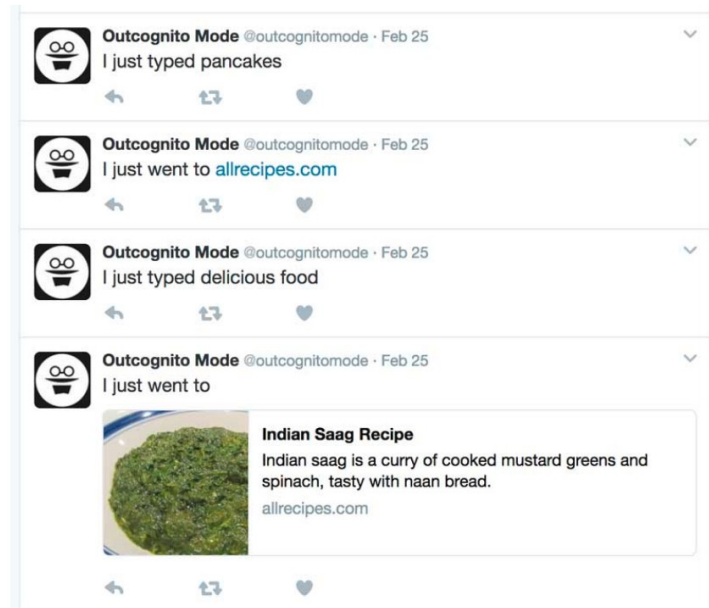 Outcognito Mode @outcognitomode · Feb 25
I just typed pancakes
Outcognito Mode @outcognitomode · Feb 25
I just went to allrecipes.com
Outcognito Mode @outcognitomode · Feb 25
I just typed delicious food
Outcognito Mode @outcognitomode · Feb 25
I just went to
Indian Saag Recipe
Indian saag is a curry of cooked mustard greens and
spinach, tasty with naan bread.
allrecipes.com